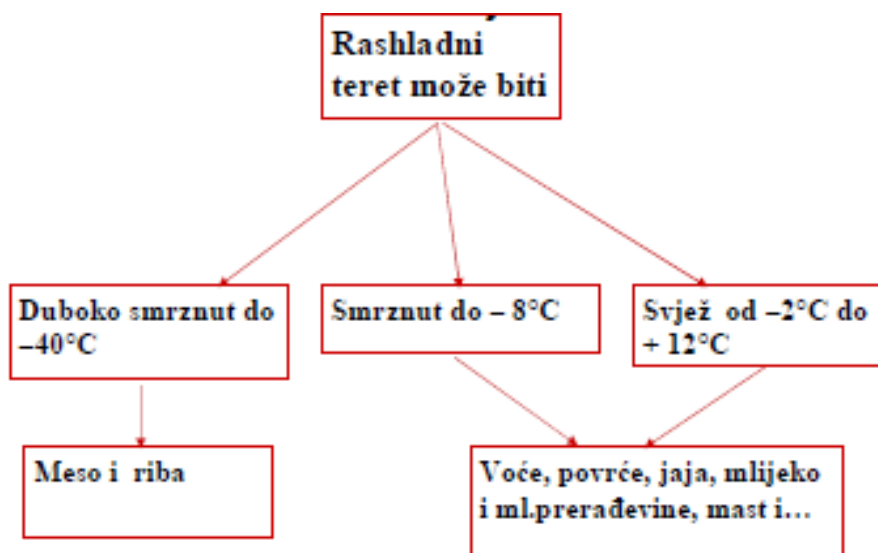 Rashladni
teret može biti
Duboko smrznut do
–40°C
Smrznut do – 8°C
Svjež od –2°C do
+ 12°C
Meso i riba
Voće, povrće, jaja, mlijeko
i ml.prerađevine, mast i…